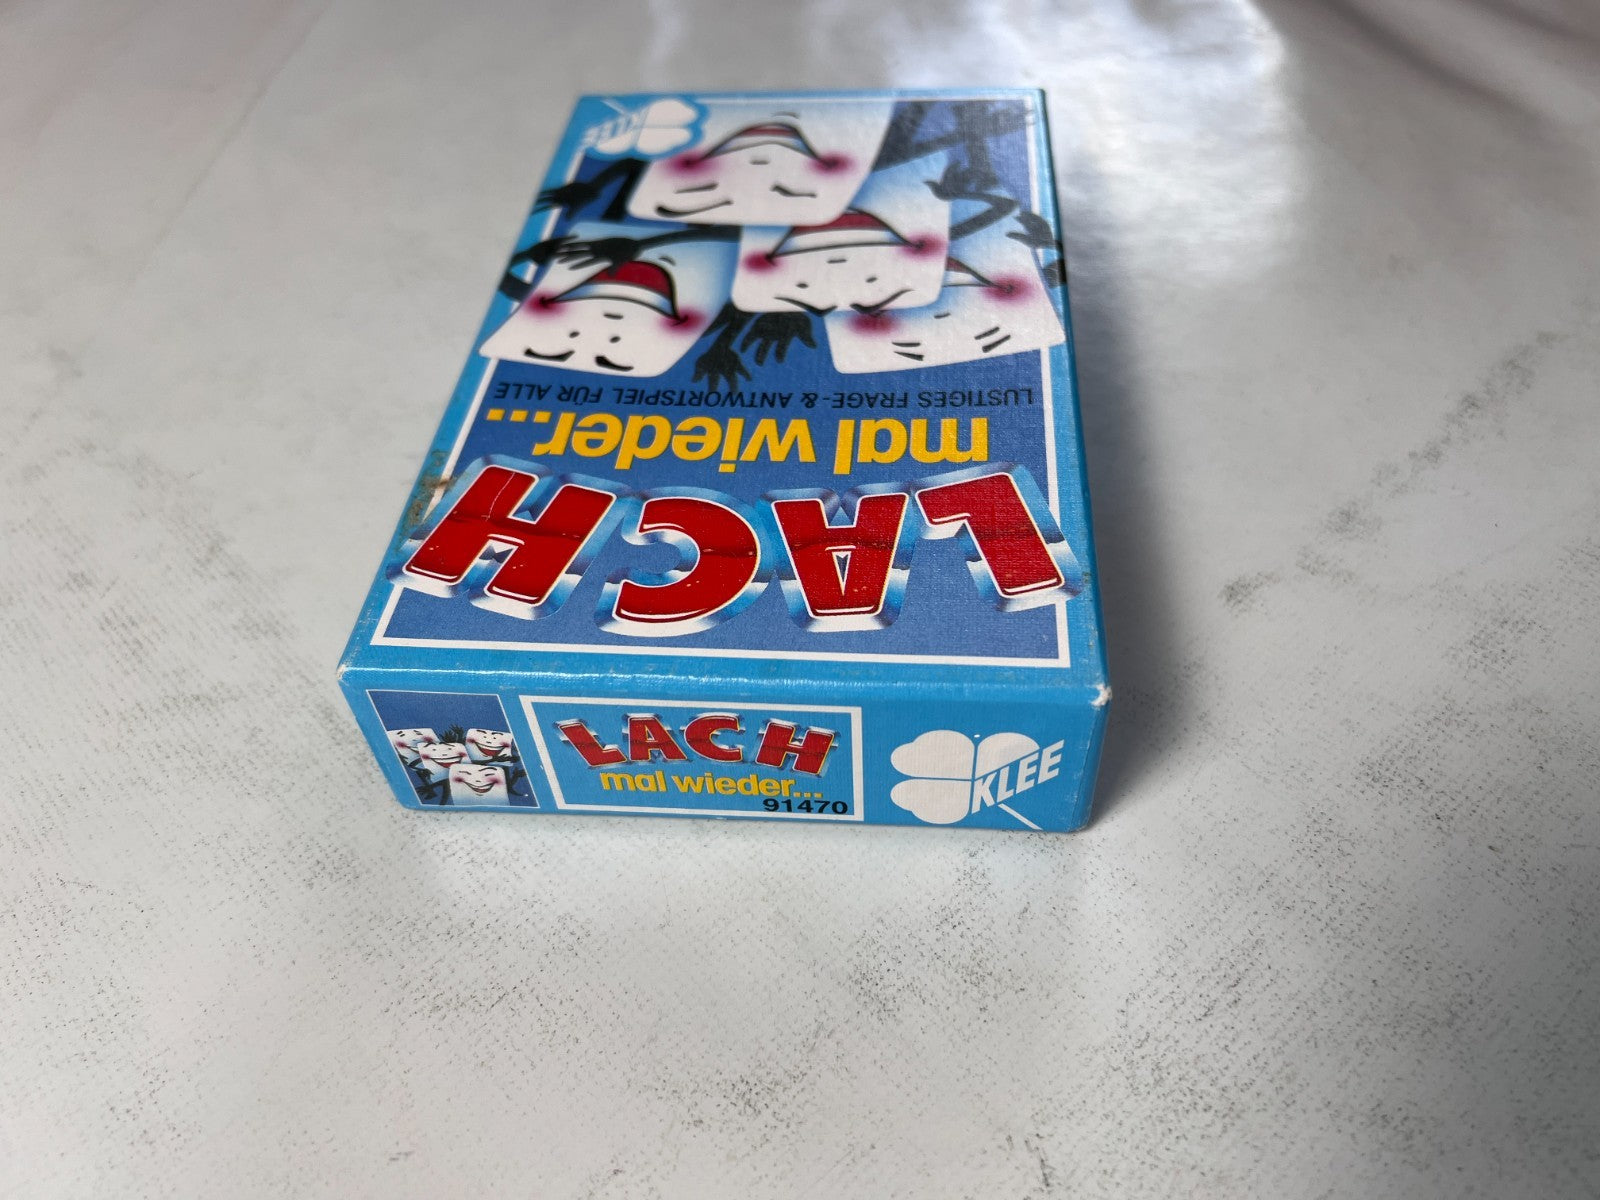 KLEE
LUSTIGES FRAGE-& ANTWORTSPIEL FÜR ALLE
mal wieder...
LACH
LACH
mal wieder...
91470
KLEE